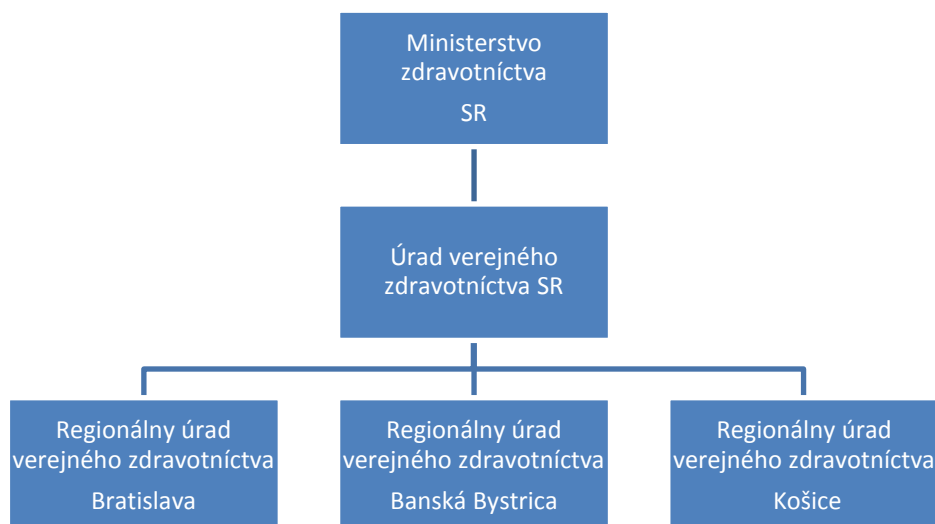 Ministerstvo
zdravotníctva
SR
Úrad verejného
zdravotníctva SR
Regionálny úrad
verejného zdravotníctva
Bratislava
Regionálny úrad
verejného zdravotníctva
Banská Bystrica
Regionálny úrad
verejného zdravotníctva
Košice